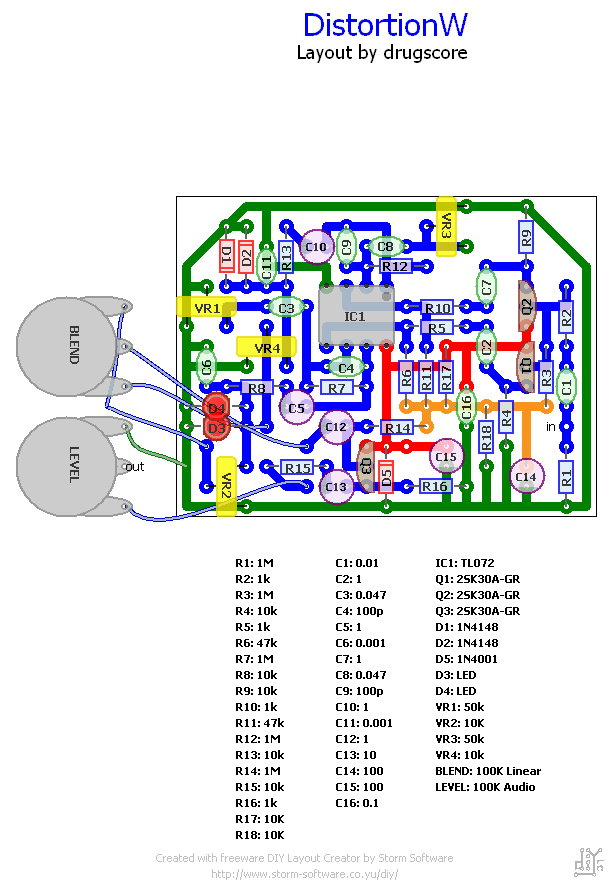 DistortionW
Layout by drugscore
VR3
R9
D1
D2
C11
R13
C10
C9
C8
R12
C7
Q2
R2
VR1
C3
IC1
R10
R5
BLEND
VR4
C4
C2
Q1
C6
R8
R7
R6
R11
R17
R3
C1
D4
C5
C16
R4
D3
C12
R14
R18
in
LEVEL
out
VR2
R15
Q3
D5
C15
C13
R16
C14
R1
R1: 1M C1: 0.01 IC1: TL072
R2: 1k C2: 1 Q1: 2SK30A-GR
R3: 1M C3: 0.047 Q2: 2SK30A-GR
R4: 10k C4: 100p Q3: 2SK30A-GR
R5: 1k C5: 1 D1: 1N4148
R6: 47k C6: 0.001 D2: 1N4148
R7: 1M C7: 1 D5: 1N4001
R8: 10k C8: 0.047 D3: LED
R9: 10k C9: 100p D4: LED
R10: 1k C10: 1 VR1: 50k
R11: 47k C11: 0.001 VR2: 10K
R12: 1M C12: 1 VR3: 50k
R13: 10k C13: 10 VR4: 10k
R14: 1M C14: 100 BLEND: 100K Linear
R15: 10k C15: 100 LEVEL: 100K Audio
R16: 1k C16: 0.1
R17: 10K
R18: 10K
Created with freeware DIY Layout Creator by Storm Software
http://www.storm-software.co.yu/diy/